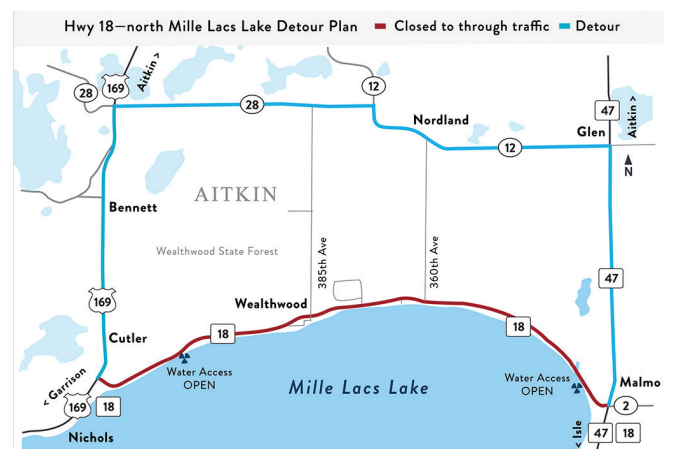 Hwy 18—north Mille Lacs Lake Detour Plan
Closed to through traffic
Detour
28
169
Aitkin >
12
47
Aitkin >
28
Nordland
Glen
12
N
Bennett
AITKIN
Wealthwood State Forest
385th Ave
360th Ave
47
169
Wealthwood
Cutler
18
18
Water Access
OPEN
Mille Lacs Lake
Water Access
OPEN
Malmo
< Garrison
169
18
2
Nichols
< Isle
47
18